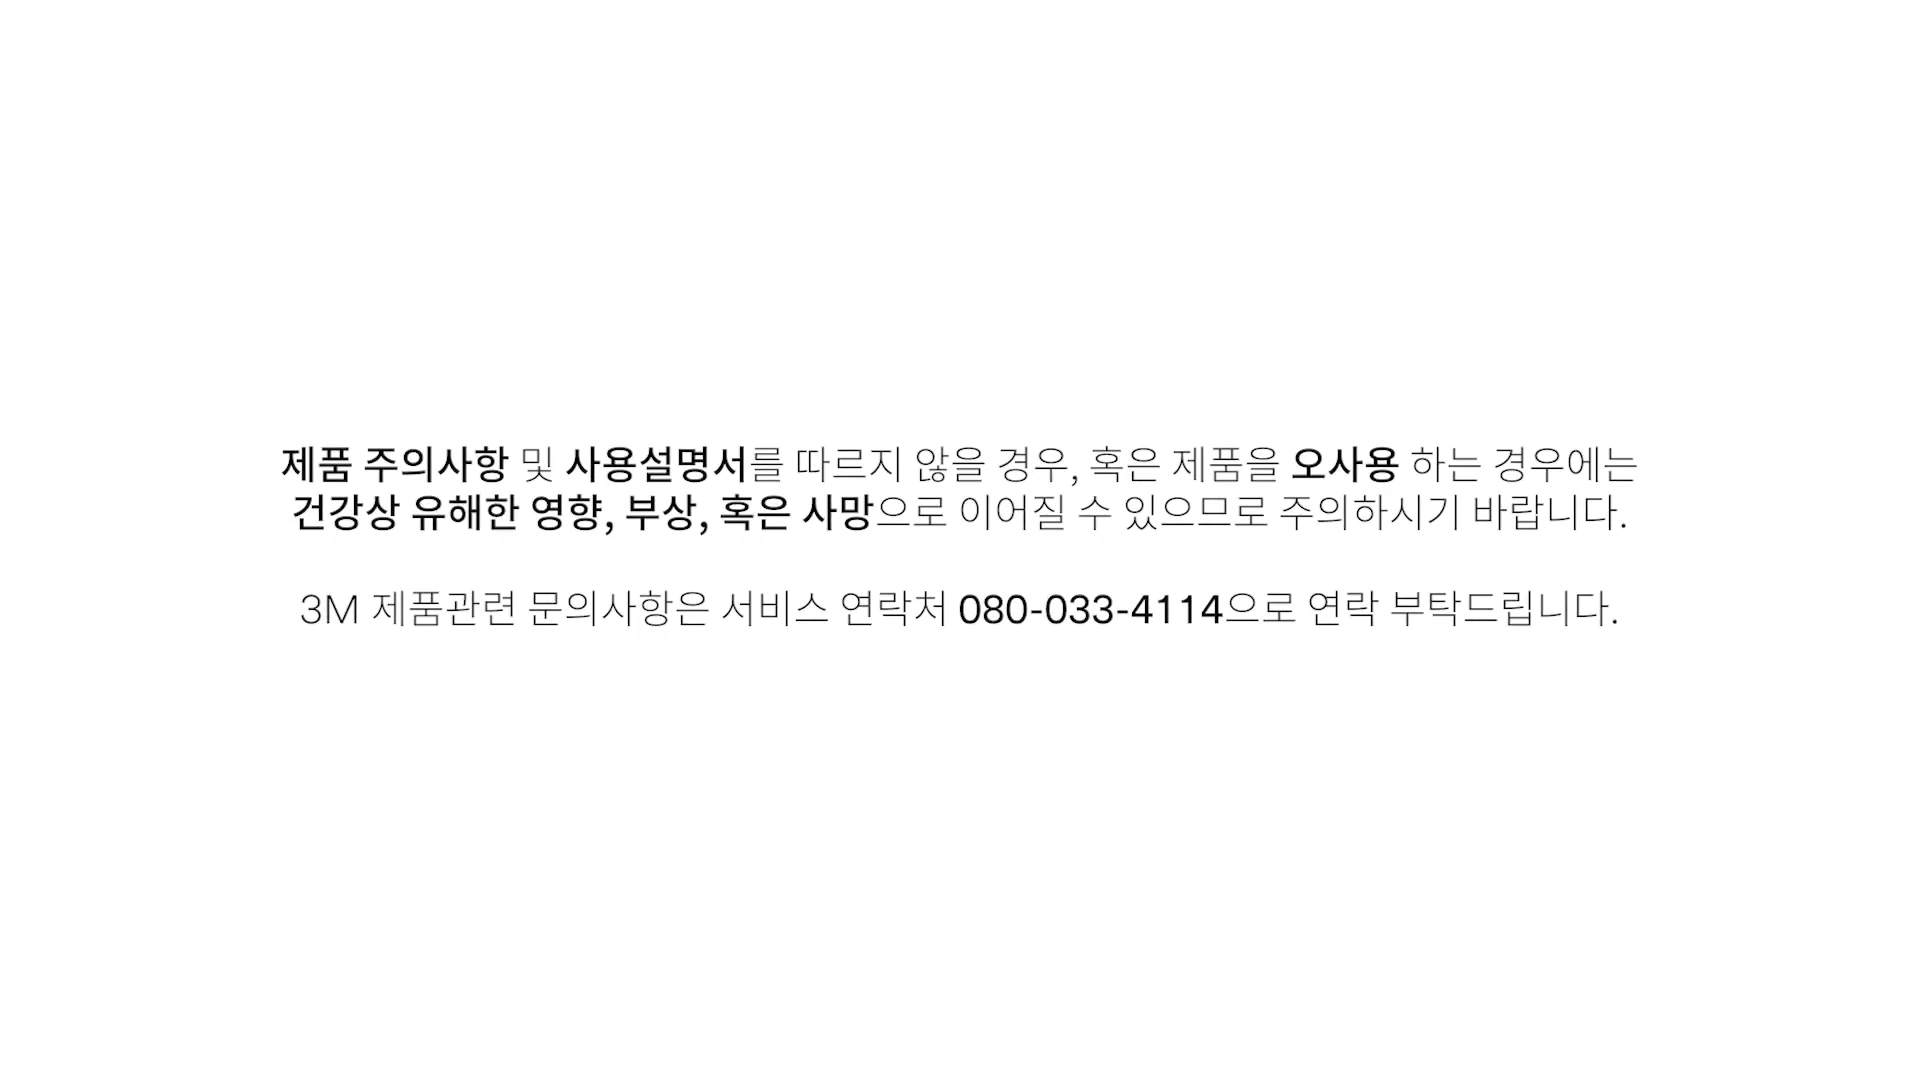 제품 주의사항 및 사용설명서를 따르지 않을 경우, 혹은 제품을 오사용 하는 경우에는
건강상 유해한 영향, 부상, 혹은 사망으로 이어질 수 있으므로 주의하시기 바랍니다.
3M 제품관련 문의사항은 서비스 연락처 080-033-4114으로 연락 부탁드립니다.